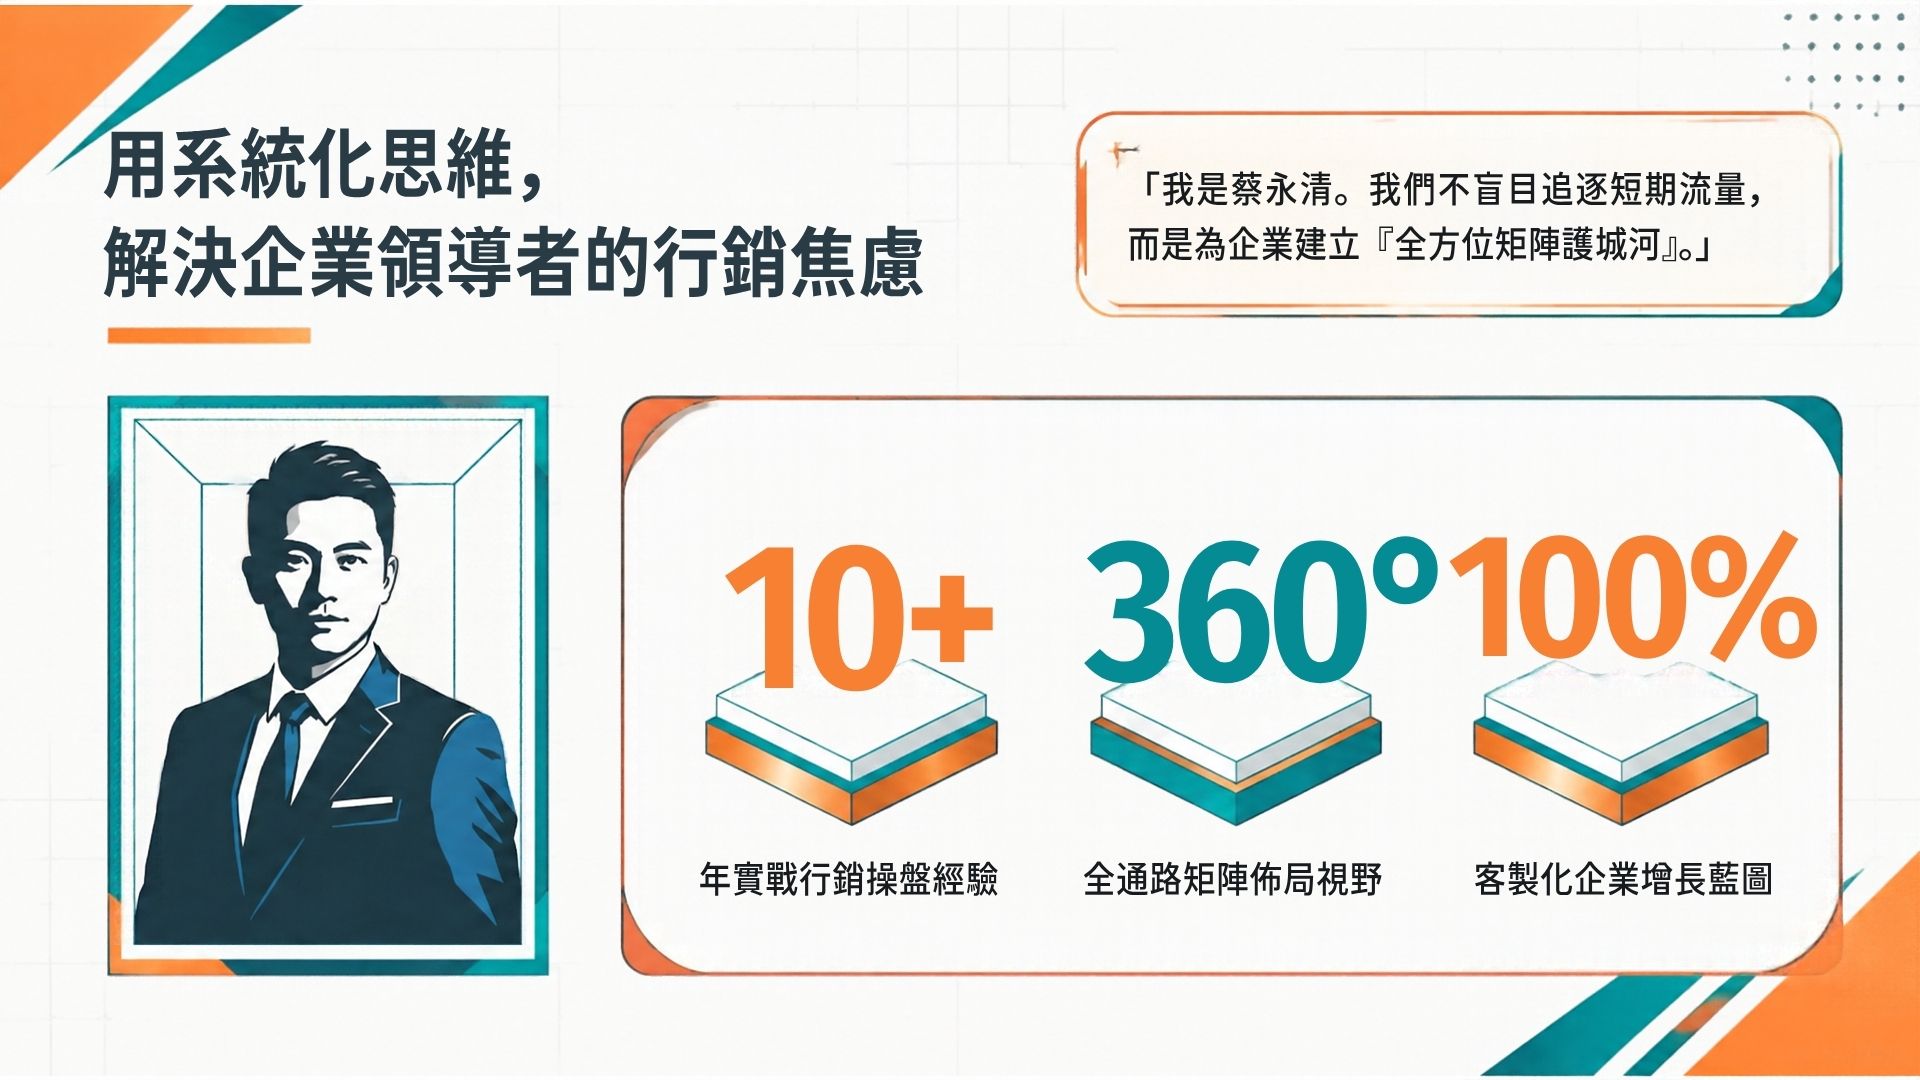 用系統化思維，
解決企業領導者的行銷焦慮
「我是蔡永清。我們不盲目追逐短期流量，
而是為企業建立『全方位矩陣護城河』。」
10+
360°
100%
年實戰行銷操盤經驗
全通路矩陣佈局視野
客製化企業增長藍圖